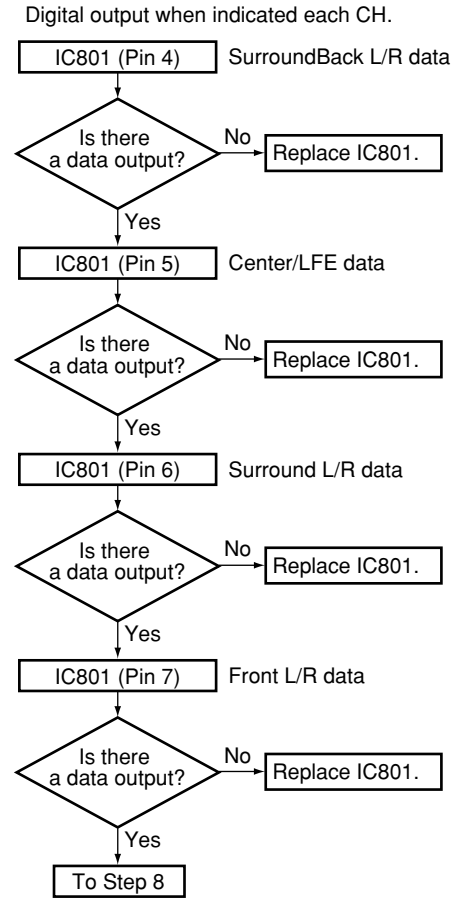 Digital output when indicated each CH.
IC801 (Pin 4) SurroundBack L/R data
Is there
a data output?
No
Replace IC801.
Yes
IC801 (Pin 5) Center/LFE data
Is there
a data output?
No
Replace IC801.
Yes
IC801 (Pin 6) Surround L/R data
Is there
a data output?
No
Replace IC801.
Yes
IC801 (Pin 7) Front L/R data
Is there
a data output?
No
Replace IC801.
Yes
To Step 8